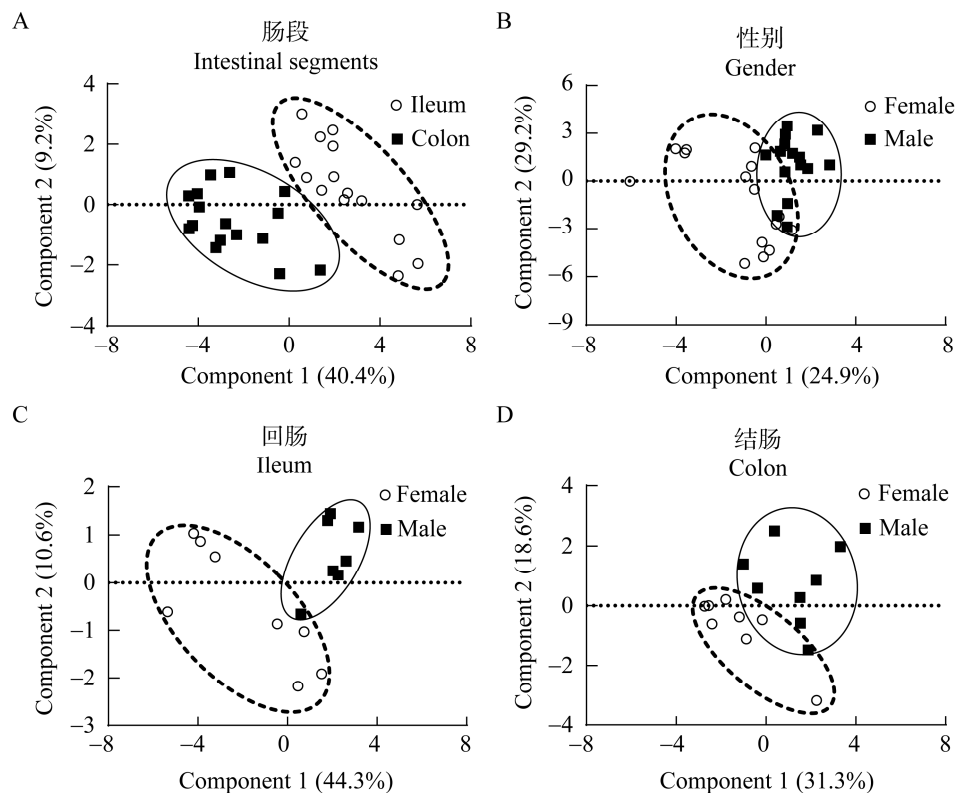 A
肠段
Intestinal segments
Ileum
Colon
4
2
0
−2
−4
−8
−4
0
4
8
Component 2 (9.2%)
Component 1 (40.4%)
B
性别
Gender
Female
Male
6
3
0
−3
−6
−9
−8
−4
0
4
8
Component 2 (29.2%)
Component 1 (24.9%)
C
回肠
Ileum
Female
Male
2
1
0
−1
−2
−3
−8
−4
0
4
8
Component 2 (10.6%)
Component 1 (44.3%)
D
结肠
Colon
Female
Male
4
2
0
−2
−4
−8
−4
0
4
8
Component 2 (18.6%)
Component 1 (31.3%)